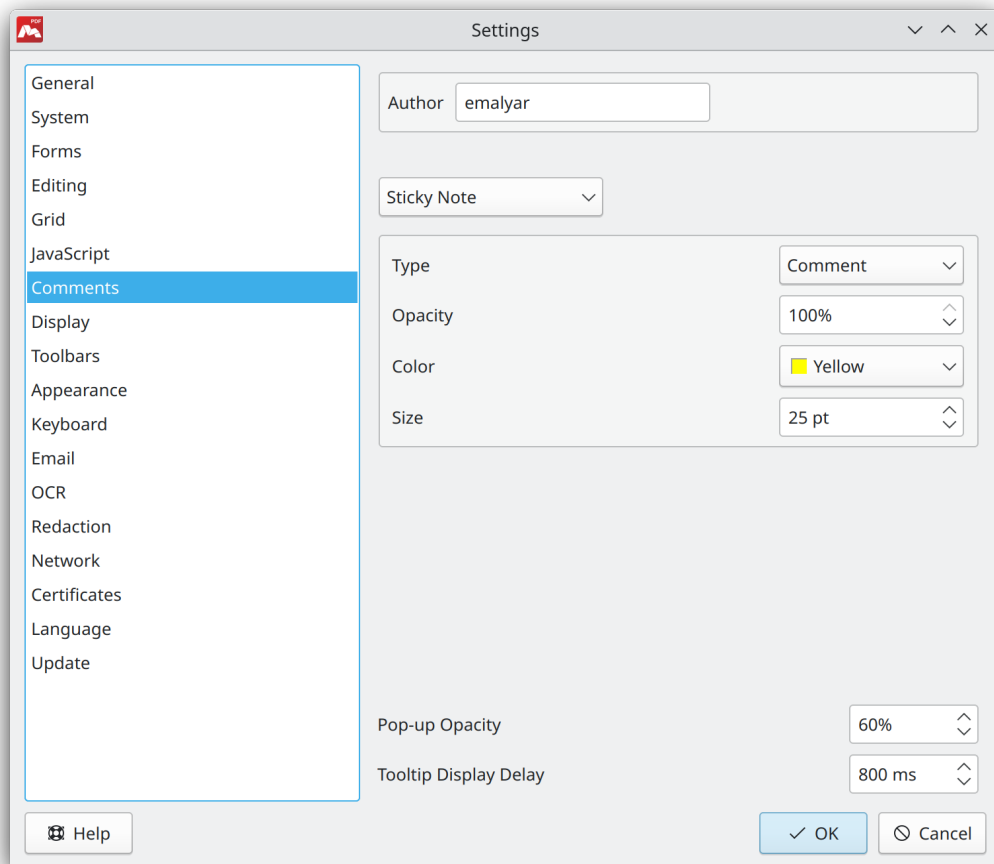 PDF
Settings
General
System
Forms
Editing
Grid
JavaScript
Comments
Display
Toolbars
Appearance
Keyboard
Email
OCR
Redaction
Network
Certificates
Language
Update
Author emalyar
Sticky Note
Type Comment
Opacity 100%
Color Yellow
Size 25 pt
Pop-up Opacity 60%
Tooltip Display Delay 800 ms
Help OK Cancel